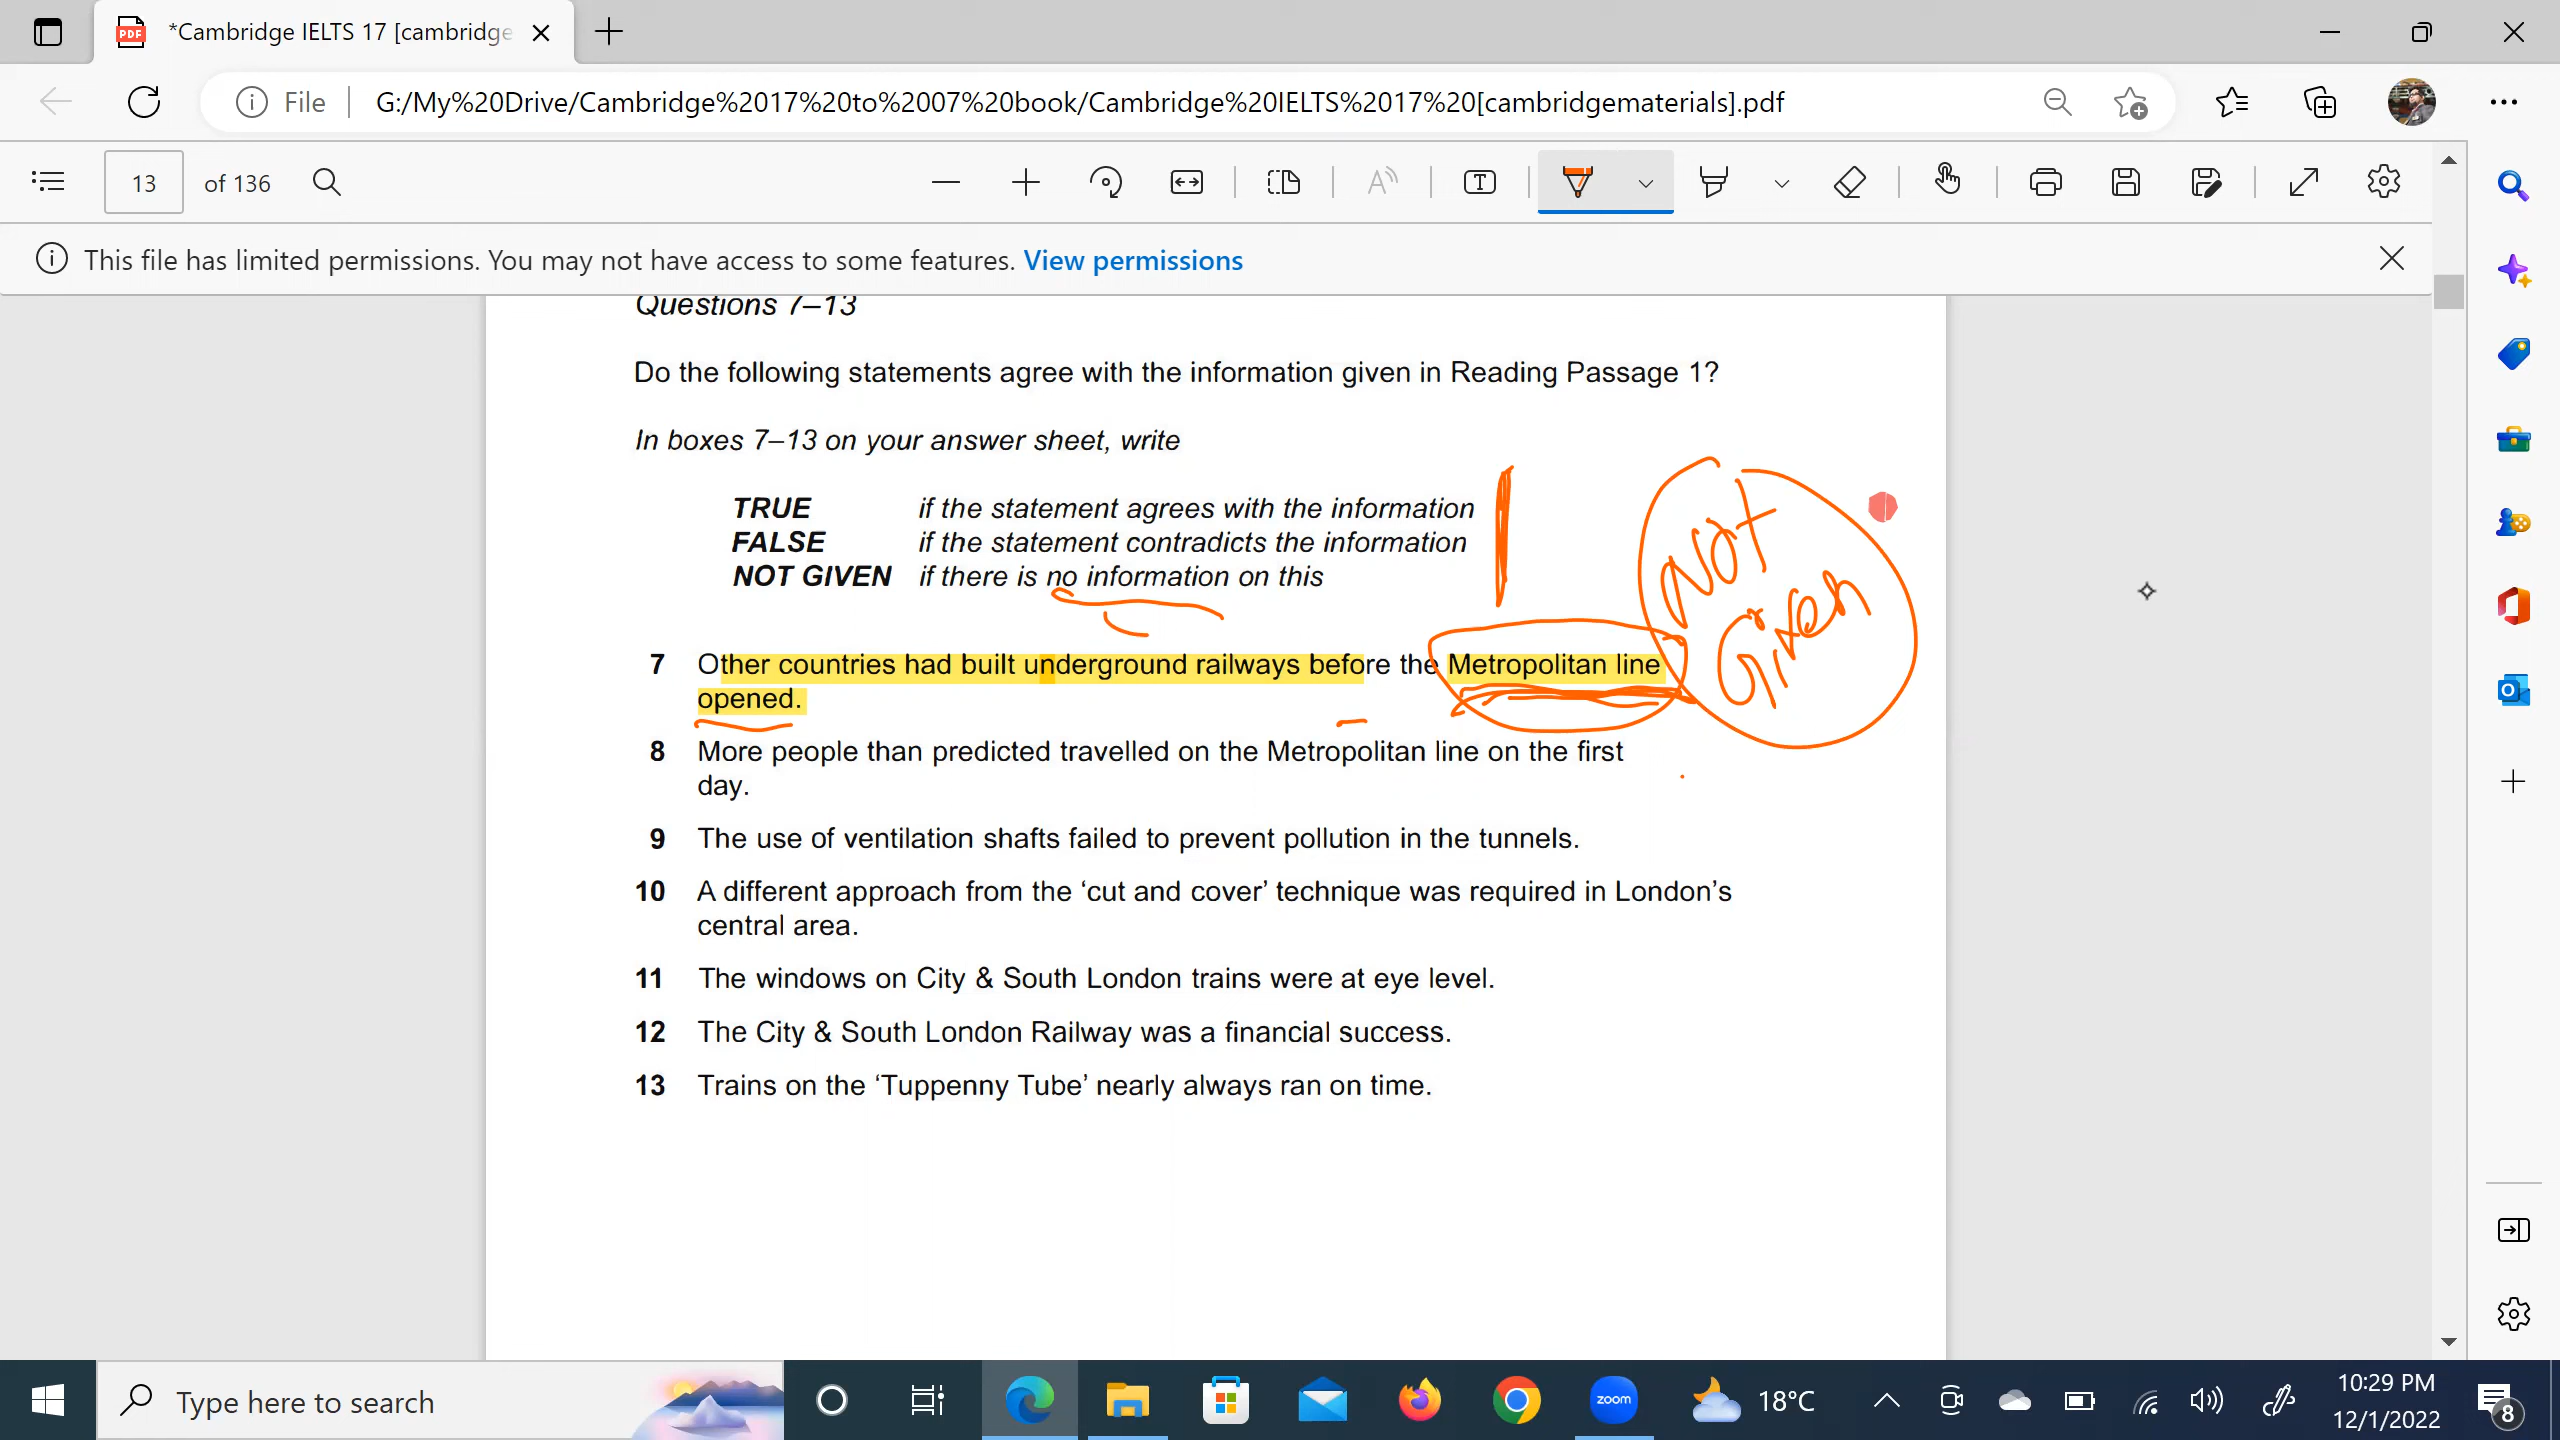 *Cambridge IELTS 17 [cambridge
File
G:/My%20Drive/Cambridge%2017%20to%2007%20book/Cambridge%20IELTS%2017%20[cambridgematerials].pdf
13 of 136
This file has limited permissions. You may not have access to some features. View permissions
Questions 7–13
Do the following statements agree with the information given in Reading Passage 1?
In boxes 7–13 on your answer sheet, write
TRUE if the statement agrees with the information
FALSE if the statement contradicts the information
NOT GIVEN if there is no information on this
Not
Given
7 Other countries had built underground railways before the Metropolitan line
opened.
8 More people than predicted travelled on the Metropolitan line on the first
day.
9 The use of ventilation shafts failed to prevent pollution in the tunnels.
10 A different approach from the ‘cut and cover’ technique was required in London’s
central area.
11 The windows on City & South London trains were at eye level.
12 The City & South London Railway was a financial success.
13 Trains on the ‘Tuppenny Tube’ nearly always ran on time.
Type here to search
zoom
18°C
10:29 PM
12/1/2022
8